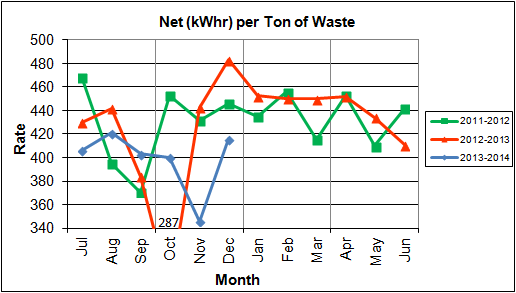 Net (kWhr) per Ton of Waste
500
480
460
440
420
400
380
360
340
Rate
287
Jul
Aug
Sep
Oct
Nov
Dec
Jan
Feb
Mar
Apr
May
Jun
Month
2011-2012
2012-2013
2013-2014